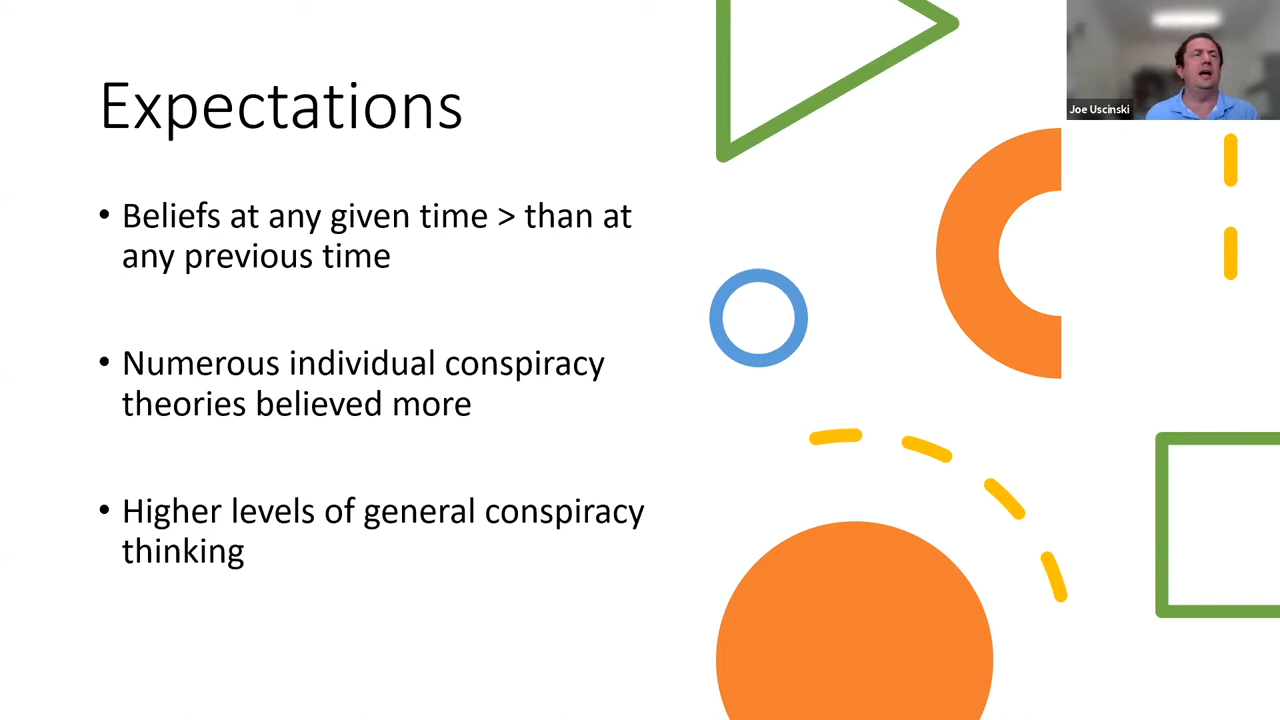 Expectations
Joe Uscinski
• Beliefs at any given time > than at
any previous time
• Numerous individual conspiracy
theories believed more
• Higher levels of general conspiracy
thinking